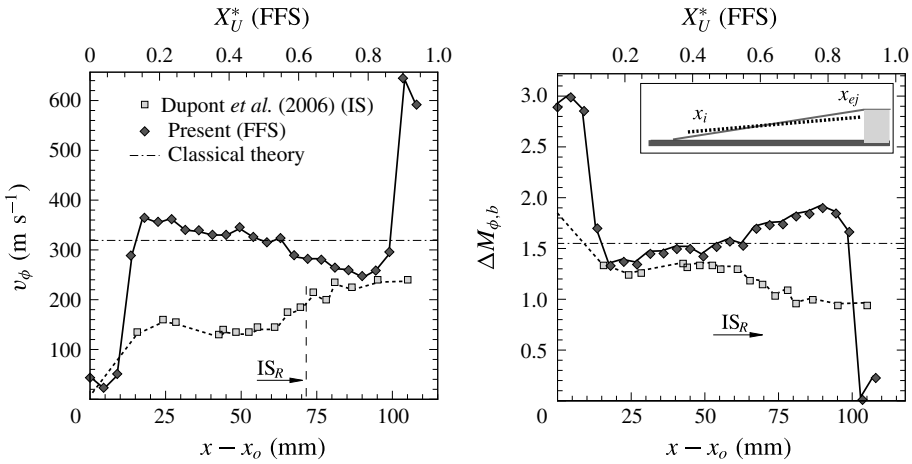 X*U (FFS)
0 0.2 0.4 0.6 0.8 1.0
600
500
400
300
200
100
0 25 50 75 100
vϕ (m s−1)
Dupont et al. (2006) (IS)
Present (FFS)
Classical theory
ISR
x − xo (mm)
X*U (FFS)
0.2 0.4 0.6 0.8 1.0
3.0
2.5
2.0
1.5
1.0
0.5
0 25 50 75 100
ΔMϕ,b
xi
xej
ISR
x − xo (mm)